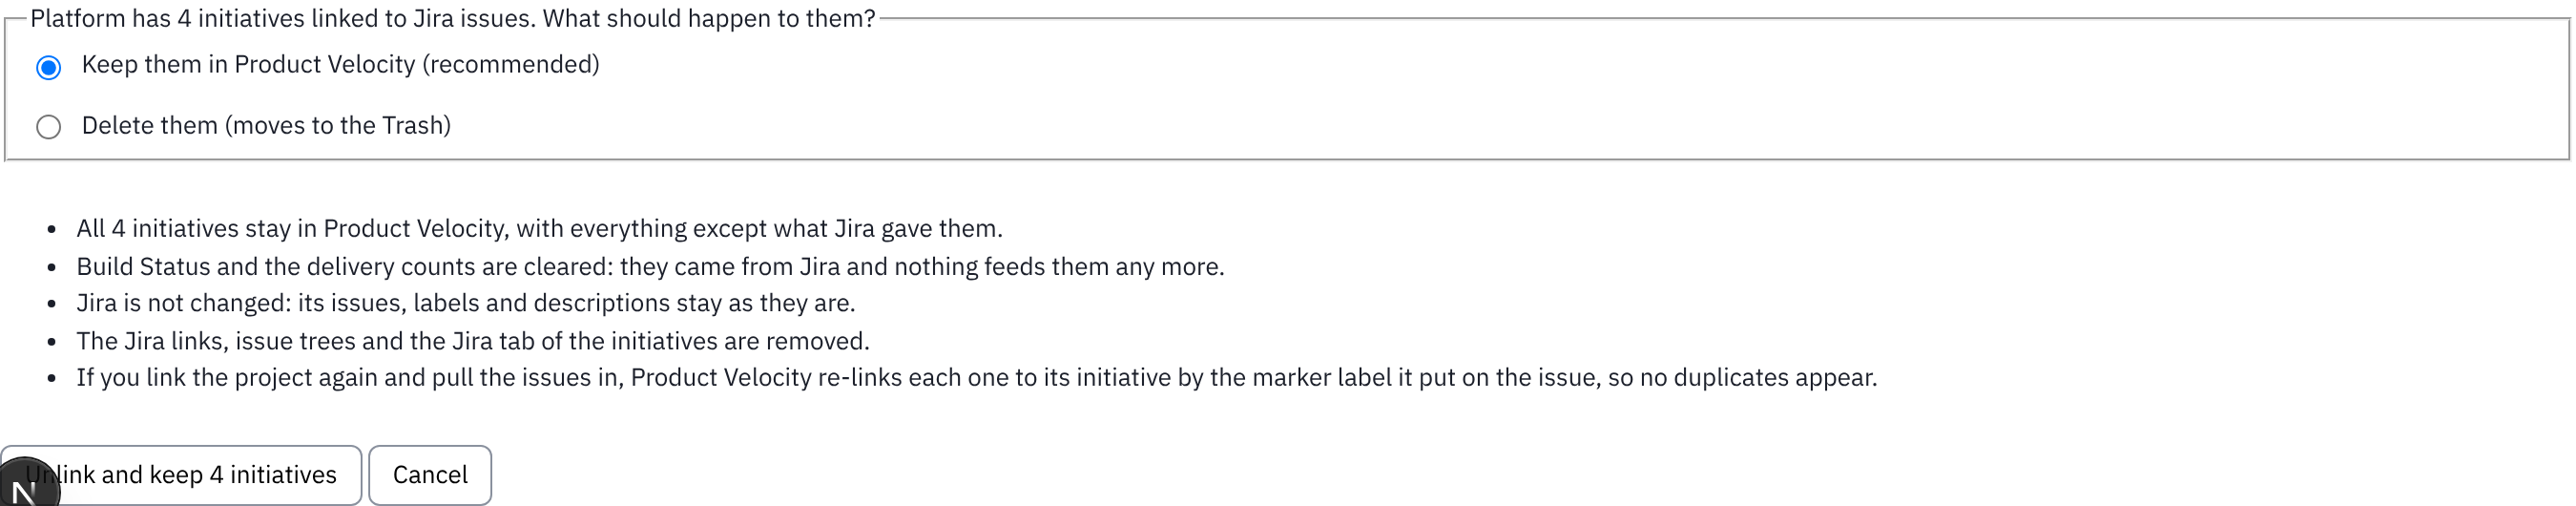 Platform has 4 initiatives linked to Jira issues. What should happen to them?
Keep them in Product Velocity (recommended)
Delete them (moves to the Trash)
All 4 initiatives stay in Product Velocity, with everything except what Jira gave them.
Build Status and the delivery counts are cleared: they came from Jira and nothing feeds them any more.
Jira is not changed: its issues, labels and descriptions stay as they are.
The Jira links, issue trees and the Jira tab of the initiatives are removed.
If you link the project again and pull the issues in, Product Velocity re-links each one to its initiative by the marker label it put on the issue, so no duplicates appear.
Unlink and keep 4 initiatives
Cancel
N